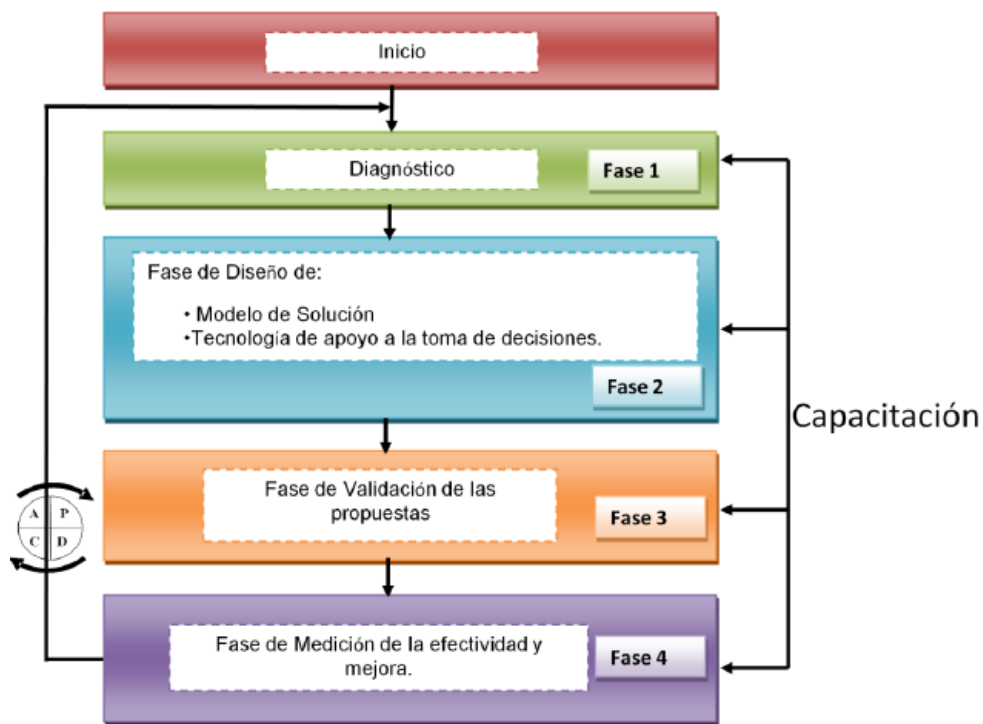 Inicio
Diagnóstico
Fase 1
Fase de Diseño de:
• Modelo de Solución
•Tecnología de apoyo a la toma de decisiones.
Fase 2
Capacitación
Fase de Validación de las
propuestas
Fase 3
A P
C D
Fase de Medición de la efectividad y
mejora.
Fase 4